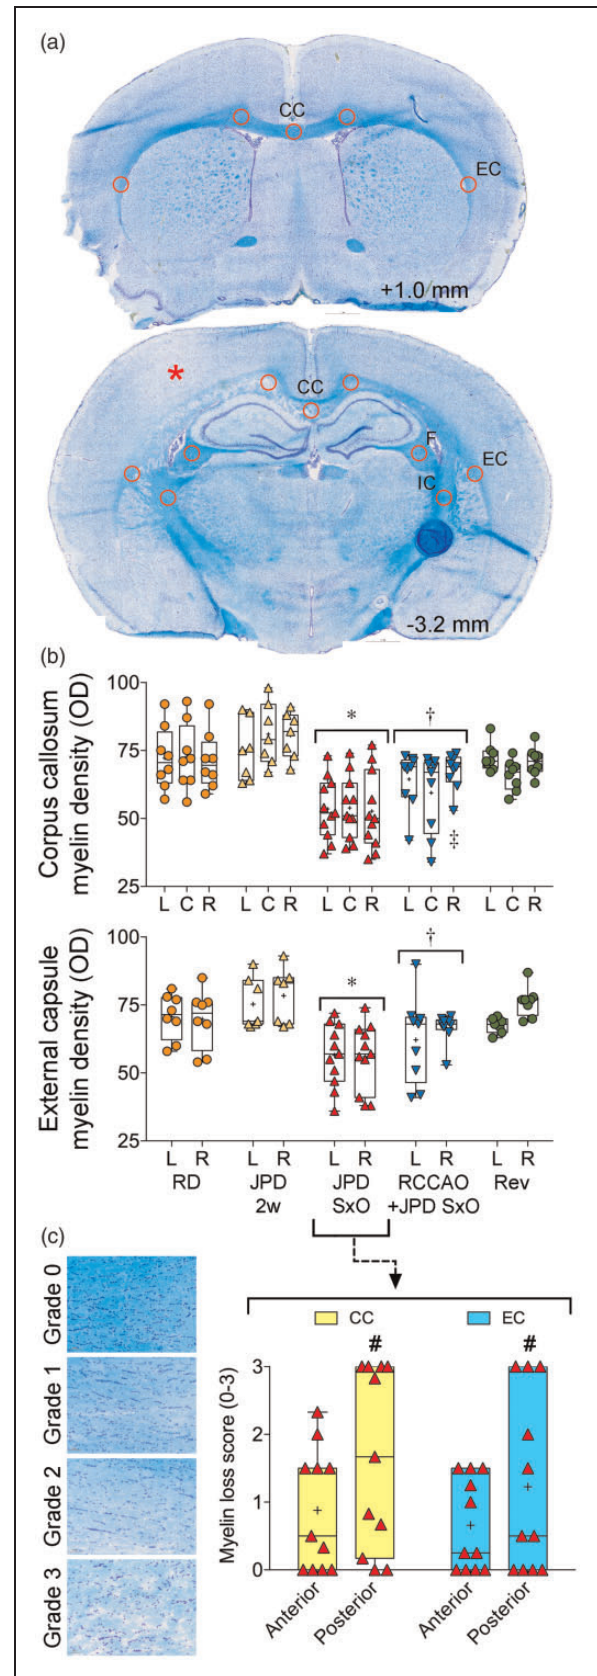 (a)
CC
EC
+1.0 mm
*
CC
F
EC
IC
-3.2 mm
(b)
Corpus callosum
myelin density (OD)
100
75
50
25
*
†
‡
L C R L C R L C R L C R L C R
External capsule
myelin density (OD)
100
75
50
25
*
†
L R L R L R L R L R
RD JPD JPD RCCAO Rev
2w SxO +JPD SxO
(c)
Grade 0
Grade 1
Grade 2
Grade 3
CC EC
# #
Myelin loss score (0-3)
3
2
1
0
Anterior Posterior Anterior Posterior